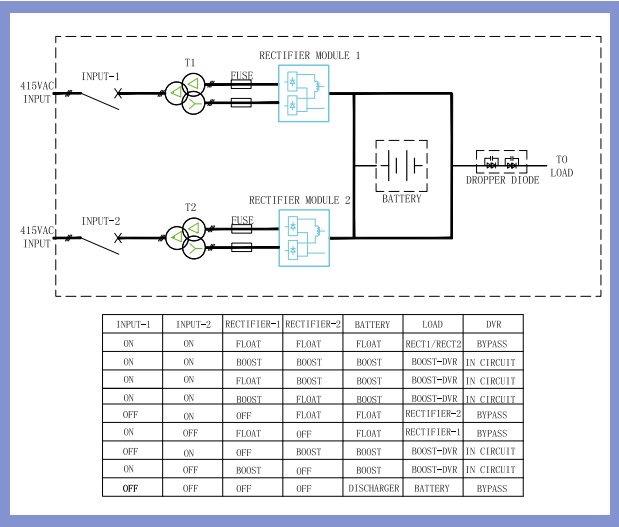 RECTIFIER MODULE 1
T1
INPUT-1
FUSE
415VAC
INPUT
TO
LOAD
DROPPER DIODE
BATTERY
RECTIFIER MODULE 2
T2
INPUT-2
FUSE
415VAC
INPUT
INPUT-1 INPUT-2 RECTIFIER-1 RECTIFIER-2 BATTERY LOAD DVR
ON ON FLOAT FLOAT FLOAT RECT1/RECT2 BYPASS
ON ON BOOST BOOST BOOST BOOST-DVR IN CIRCUIT
ON ON FLOAT BOOST BOOST BOOST-DVR IN CIRCUIT
ON ON BOOST FLOAT BOOST BOOST-DVR IN CIRCUIT
OFF ON OFF FLOAT FLOAT RECTIFIER-2 BYPASS
ON OFF FLOAT OFF FLOAT RECTIFIER-1 BYPASS
OFF ON OFF BOOST BOOST BOOST-DVR IN CIRCUIT
ON OFF BOOST OFF BOOST BOOST-DVR IN CIRCUIT
OFF OFF OFF OFF DISCHARGER BATTERY BYPASS